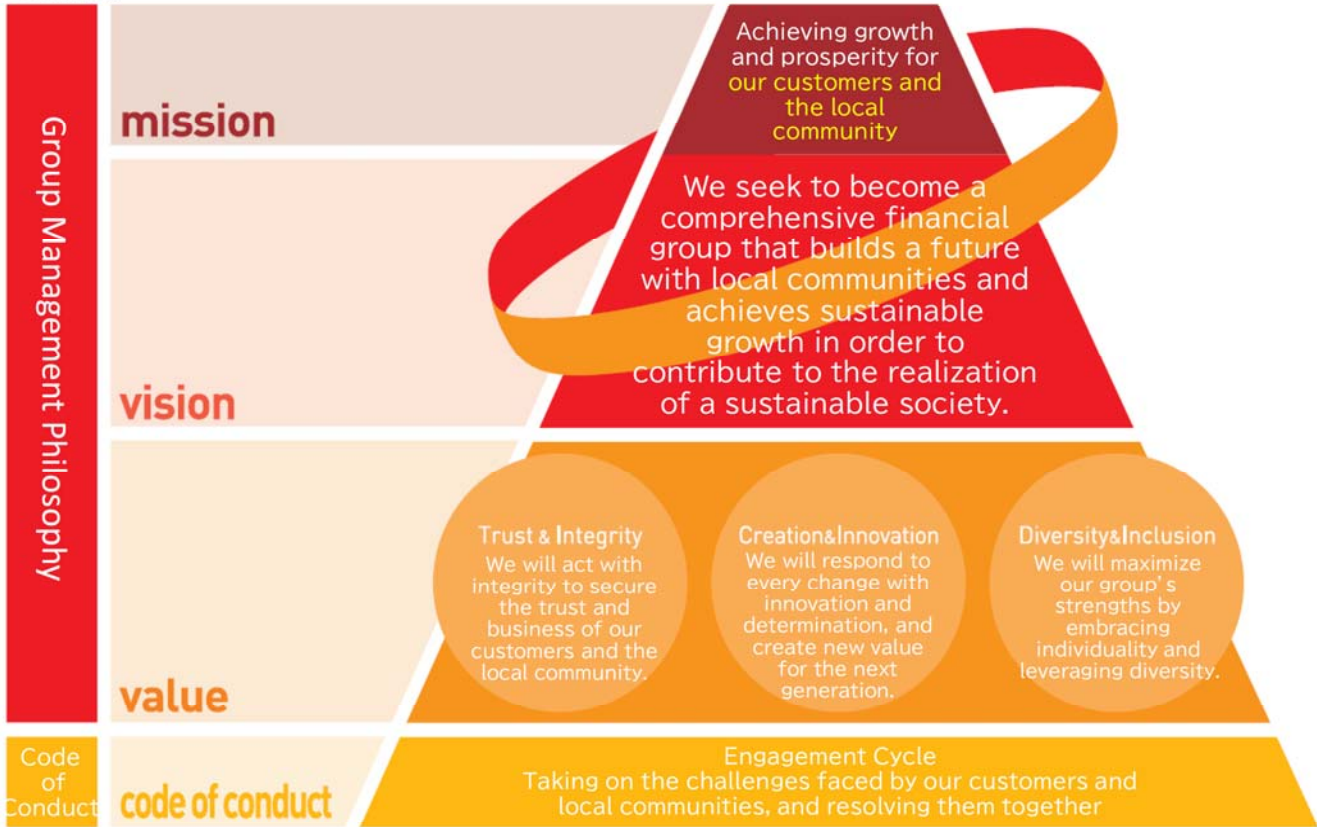 Group Management Philosophy
mission
Achieving growth
and prosperity for
our customers and
the local
community
vision
We seek to become a
comprehensive financial
group that builds a future
with local communities and
achieves sustainable
growth in order to
contribute to the realization
of a sustainable society.
value
Trust & Integrity
We will act with
integrity to secure
the trust and
business of our
customers and the
local community.
Creation&Innovation
We will respond to
every change with
innovation and
determination, and
create new value
for the next
generation.
Diversity&Inclusion
We will maximize
our group's
strengths by
embracing
individuality and
leveraging diversity.
Code
of
Conduct
code of conduct
Engagement Cycle
Taking on the challenges faced by our customers and
local communities, and resolving them together